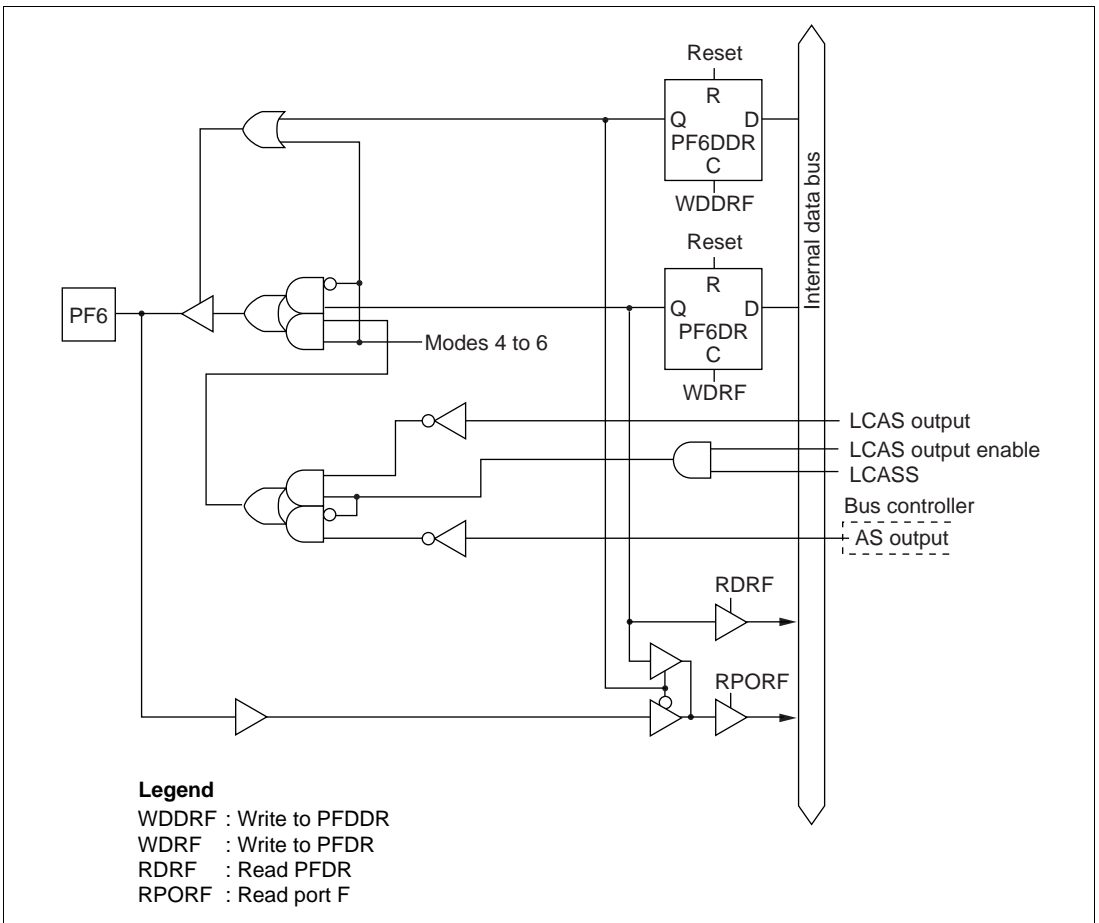 Reset
R
Q D
PF6DDR
C
WDDRF
Reset
R
Q D
PF6DR
C
WDRF
Internal data bus
PF6
Modes 4 to 6
LCAS output
LCAS output enable
LCASS
Bus controller
AS output
RDRF
RPORF
Legend
WDDRF : Write to PFDDR
WDRF : Write to PFDR
RDRF : Read PFDR
RPORF : Read port F